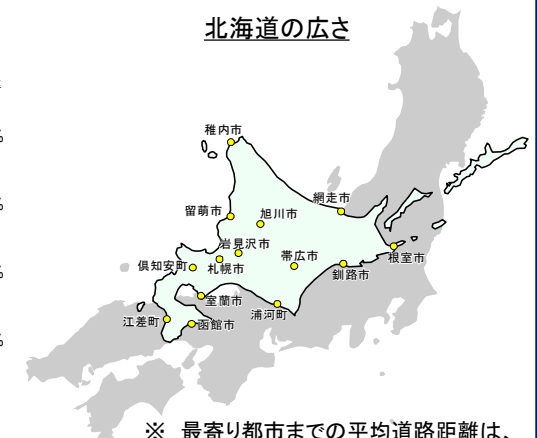 北海道の広さ
%
稚内市
%
網走市
留萌市
旭川市
岩見沢市
根室市
倶知安町
札幌市
帯広市
釧路市
%
室蘭市
浦河町
江差町
函館市
%
※ 最寄り都市までの平均道路距離は、